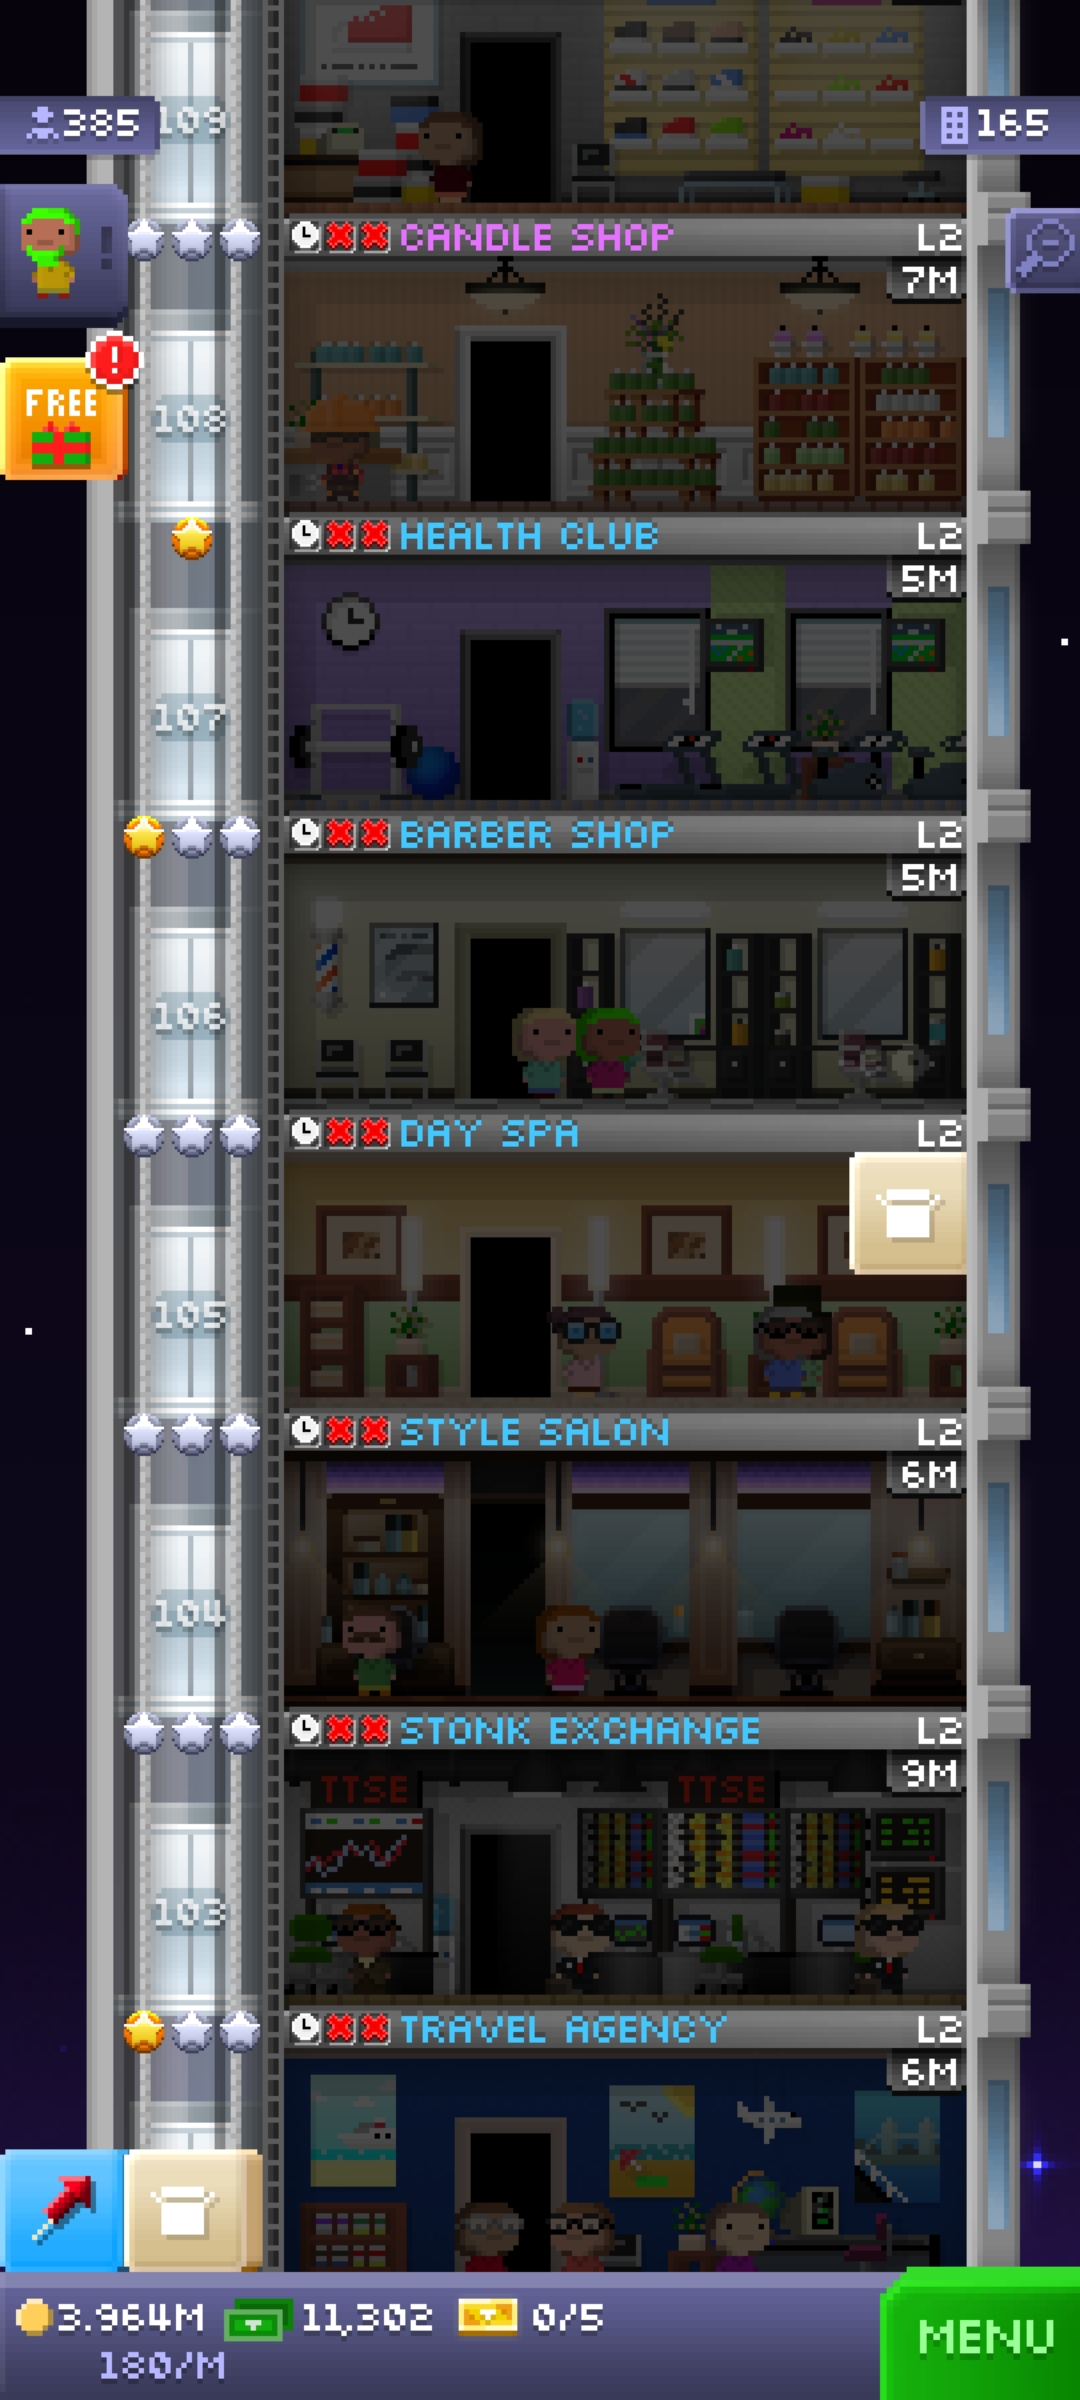 385
109
165
CANDLE SHOP L2
7M
FREE
!
108
HEALTH CLUB L2
5M
107
BARBER SHOP L2
5M
106
DAY SPA L2
105
STYLE SALON L2
6M
104
STONK EXCHANGE L2
9M
TTSE TTSE
103
TRAVEL AGENCY L2
6M
3.964M 11,302 0/5
180/M
MENU